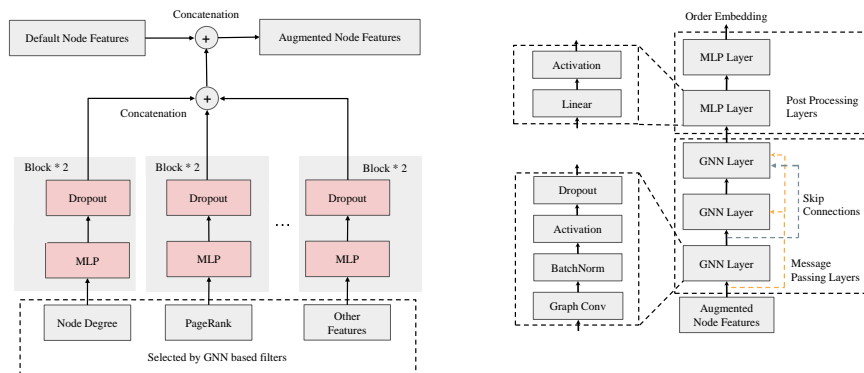 Concatenation
Default Node Features
+
Augmented Node Features
Concatenation
+
Block * 2
Block * 2
Block * 2
Dropout
Dropout
Dropout
...
MLP
MLP
MLP
Node Degree
PageRank
Other
Features
Selected by GNN based filters
Order Embedding
MLP Layer
MLP Layer
Post Processing
Layers
Activation
Linear
GNN Layer
GNN Layer
GNN Layer
Skip
Connections
Message
Passing Layers
Dropout
Activation
BatchNorm
Graph Conv
Augmented
Node Features